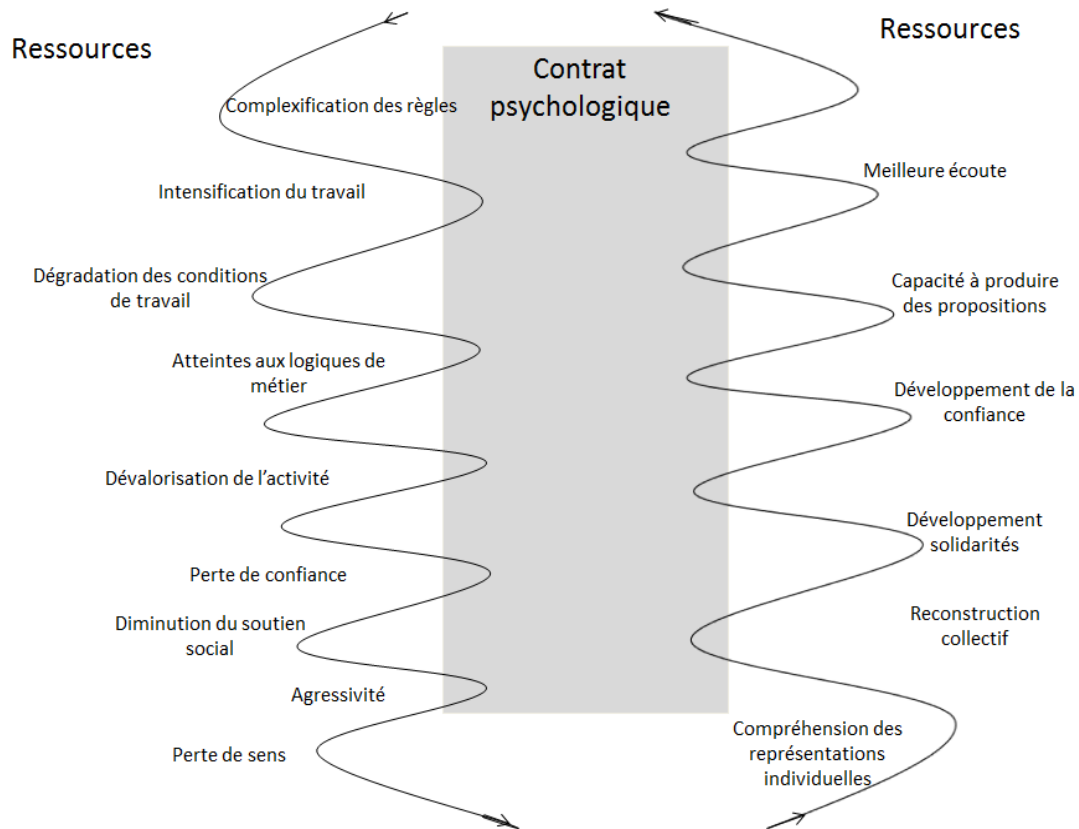 Ressources
Complexification des règles
Intensification du travail
Dégradation des conditions
de travail
Atteintes aux logiques de
métier
Dévalorisation de l'activité
Perte de confiance
Diminution du soutien
social
Agressivité
Perte de sens
Contrat
psychologique
Ressources
Meilleure écoute
Capacité à produire
des propositions
Développement de la
confiance
Développement
solidarités
Reconstruction
collectif
Compréhension des
représentations
individuelles